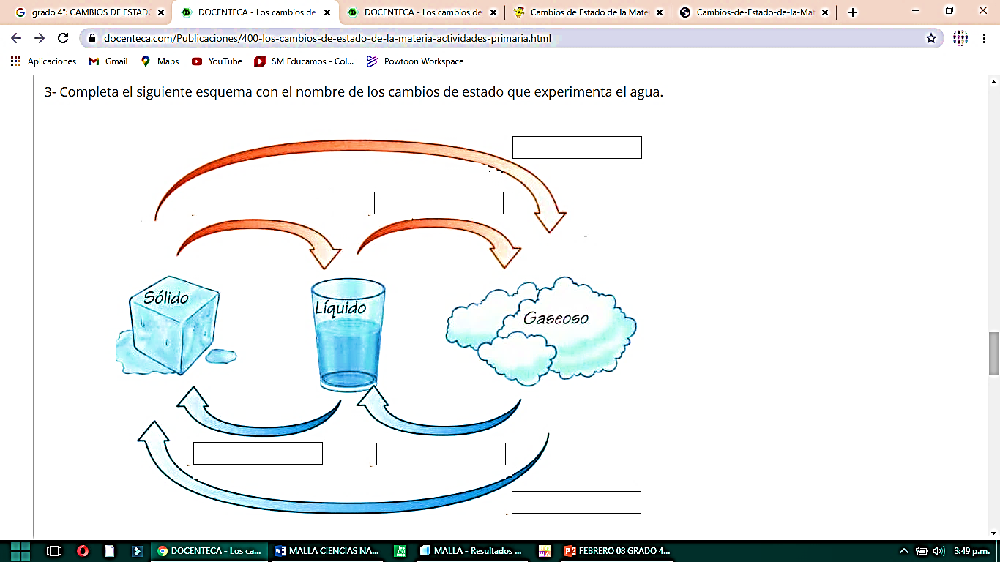 grado 4°: CAMBIOS DE ESTADO
DOCENTECA - Los cambios de
DOCENTECA - Los cambios de
Cambios de Estado de la Mate
Cambios-de-Estado-de-la-Mat
docenteca.com/Publicaciones/400-los-cambios-de-estado-de-la-materia-actividades-primaria.html
Aplicaciones
Gmail
Maps
YouTube
SM Educamos - Col...
Powtoon Workspace
3- Completa el siguiente esquema con el nombre de los cambios de estado que experimenta el agua.
Sólido
Líquido
Gaseoso
DOCENTECA - Los ca...
MALLA CIENCIAS NA...
MALLA - Resultados ...
FEBRERO 08 GRADO 4...
3:49 p.m.